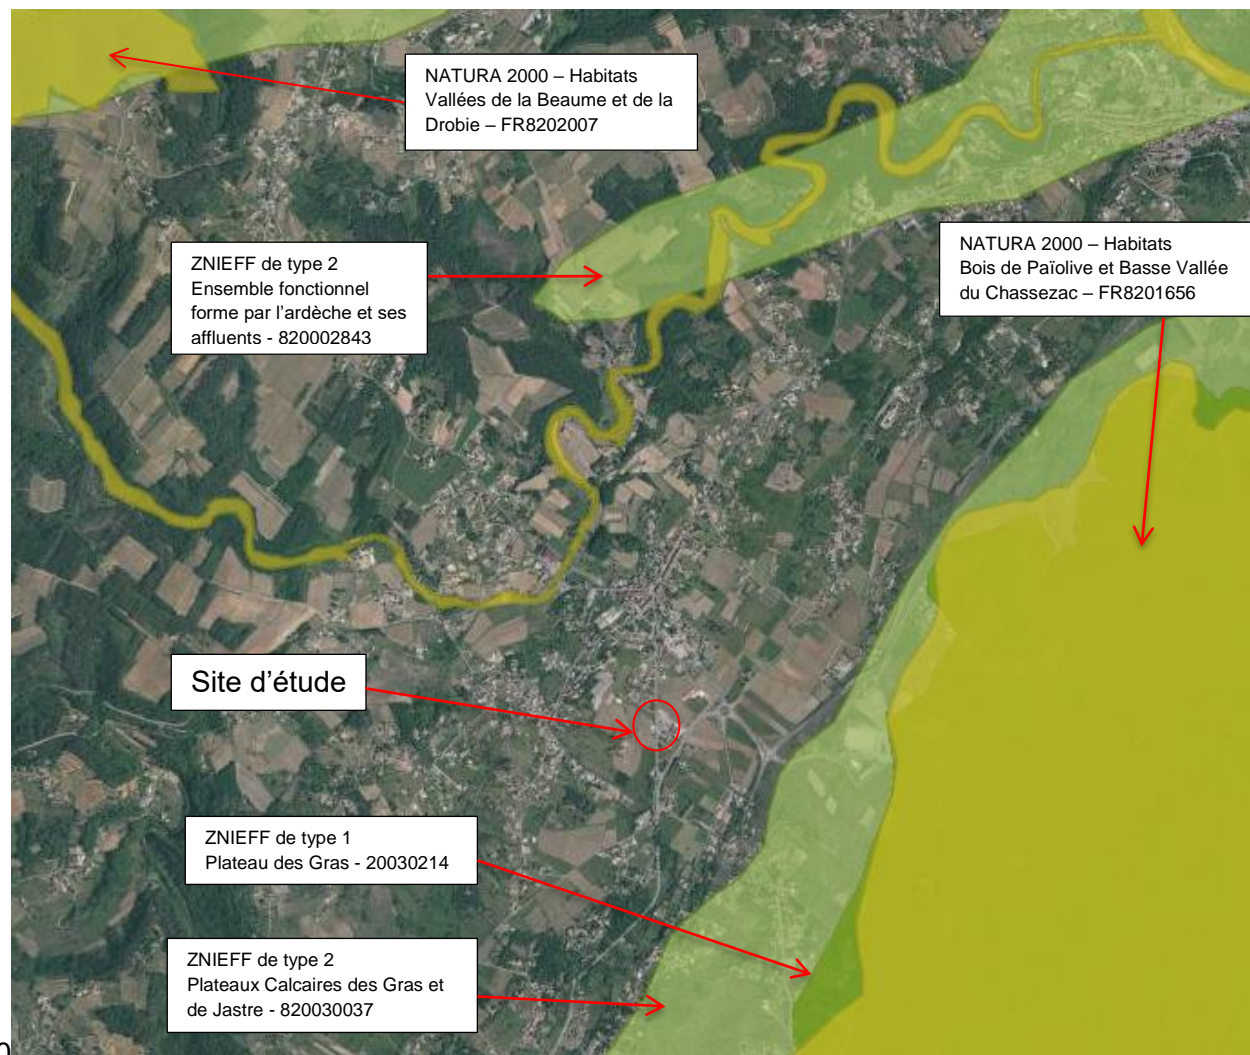 NATURA 2000 – Habitats
Vallées de la Beaume et de la
Drobie – FR8202007
NATURA 2000 – Habitats
Bois de Païolive et Basse Vallée
du Chassezac – FR8201656
ZNIEFF de type 2
Ensemble fonctionnel
forme par l’ardèche et ses
affluents - 820002843
Site d’étude
ZNIEFF de type 1
Plateau des Gras - 20030214
ZNIEFF de type 2
Plateaux Calcaires des Gras et
de Jastre - 820030037